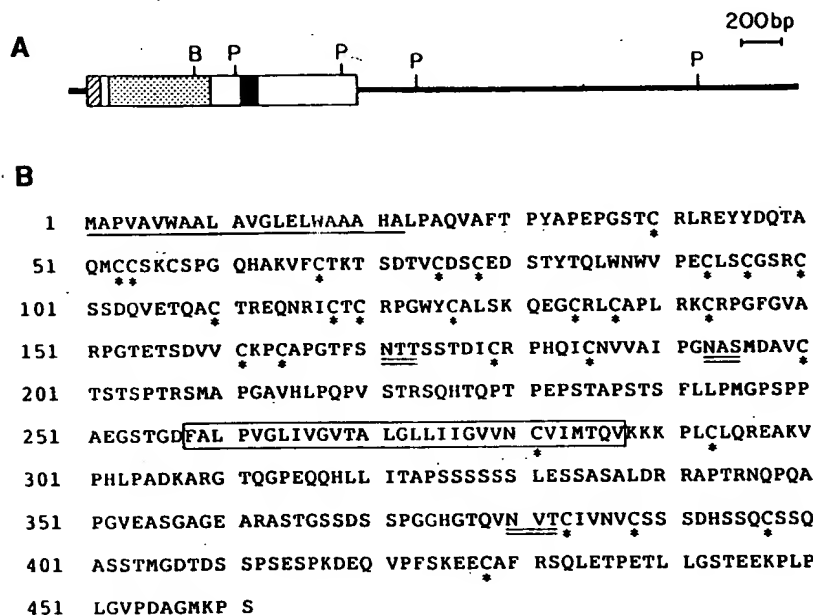 200bp
A
B P P P P
B
1 MAPVAVWAAL AVGLELWAAA HALPAQVAFT PYAPEPGSTC RLREYYDQTA
51 QMCCSKCSPG QHAKVFCTKT SDTVCDSCED STYTQLWNWV PECLSCGSRC
101 SSDQVETQAC TREQNRICTC RPGWYCALSK QEGCRLCAPL RKCRPGFGVA
151 RPGTETSDVV CKPCAPGTFS NTTSSTDICR PHQICNVVAI PGNASMDAVC
201 TSTSPTRSMA PGAVHLPQPV STRSQHTQPT PEPSTAPSTS FLLPMGPSPP
251 AEGSTGDFAL PVGLIVGVTA LGLLIIGVVN CVIMTQVKKK PLCLQREAKV
301 PHLPADKARG TQGPEQQHLL ITAPSSSSSS LESSASALDR RAPTRNQPQA
351 PGVEASGAGE ARASTGSSDS SPGGHGTQVN VTCIVNVCSS SDHSSQCSSQ
401 ASSTMGDTDS SPSESPKDEQ VPFSKEECAF RSQLETPETL LGSTEEKPLP
451 LGVPDAGMKP S